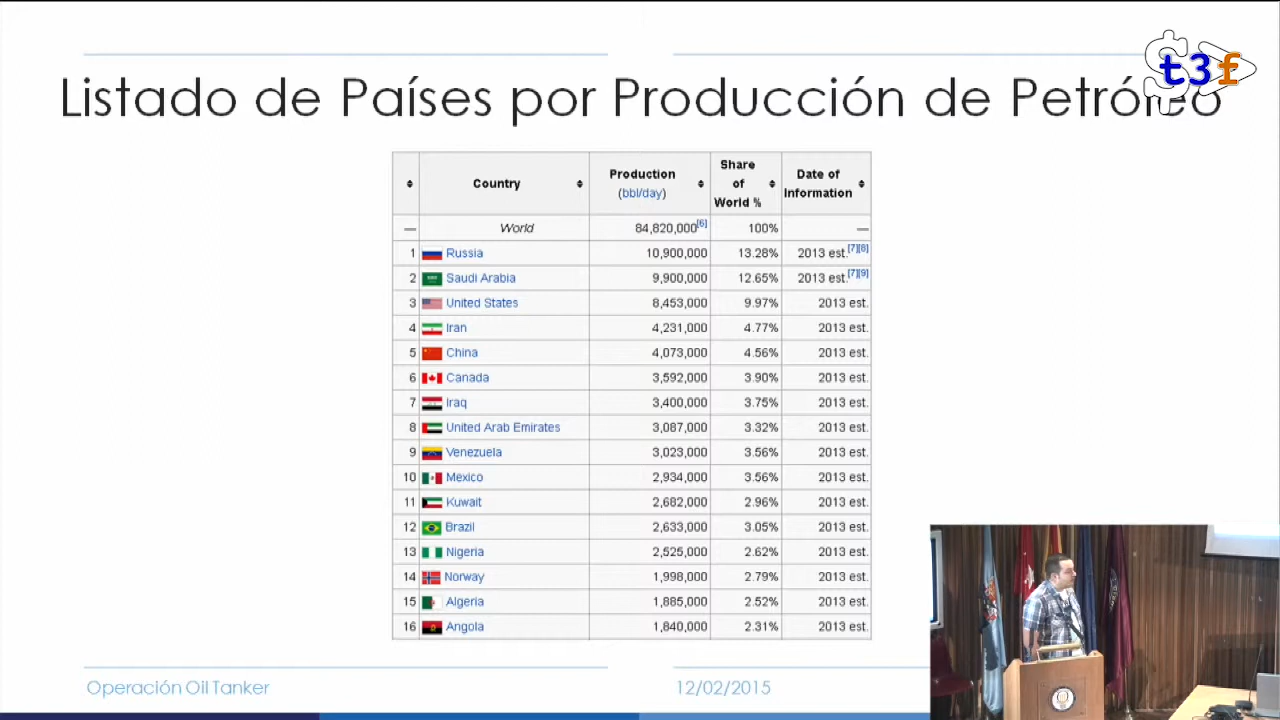 t3f
Listado de Países por Producción de Petróleo
Country Production (bbl/day) Share of World % Date of Information
— World 84,820,000[6] 100% —
1 Russia 10,900,000 13.28% 2013 est.[7][8]
2 Saudi Arabia 9,900,000 12.65% 2013 est.[7][9]
3 United States 8,453,000 9.97% 2013 est.
4 Iran 4,231,000 4.77% 2013 est.
5 China 4,073,000 4.56% 2013 est.
6 Canada 3,592,000 3.90% 2013 est.
7 Iraq 3,400,000 3.75% 2013 est.
8 United Arab Emirates 3,087,000 3.32% 2013 est.
9 Venezuela 3,023,000 3.56% 2013 est.
10 Mexico 2,934,000 3.56% 2013 est.
11 Kuwait 2,682,000 2.96% 2013 est.
12 Brazil 2,633,000 3.05% 2013 est.
13 Nigeria 2,525,000 2.62% 2013 est.
14 Norway 1,998,000 2.79% 2013 est.
15 Algeria 1,885,000 2.52% 2013 est.
16 Angola 1,840,000 2.31% 2013 est.
Operación Oil Tanker 12/02/2015